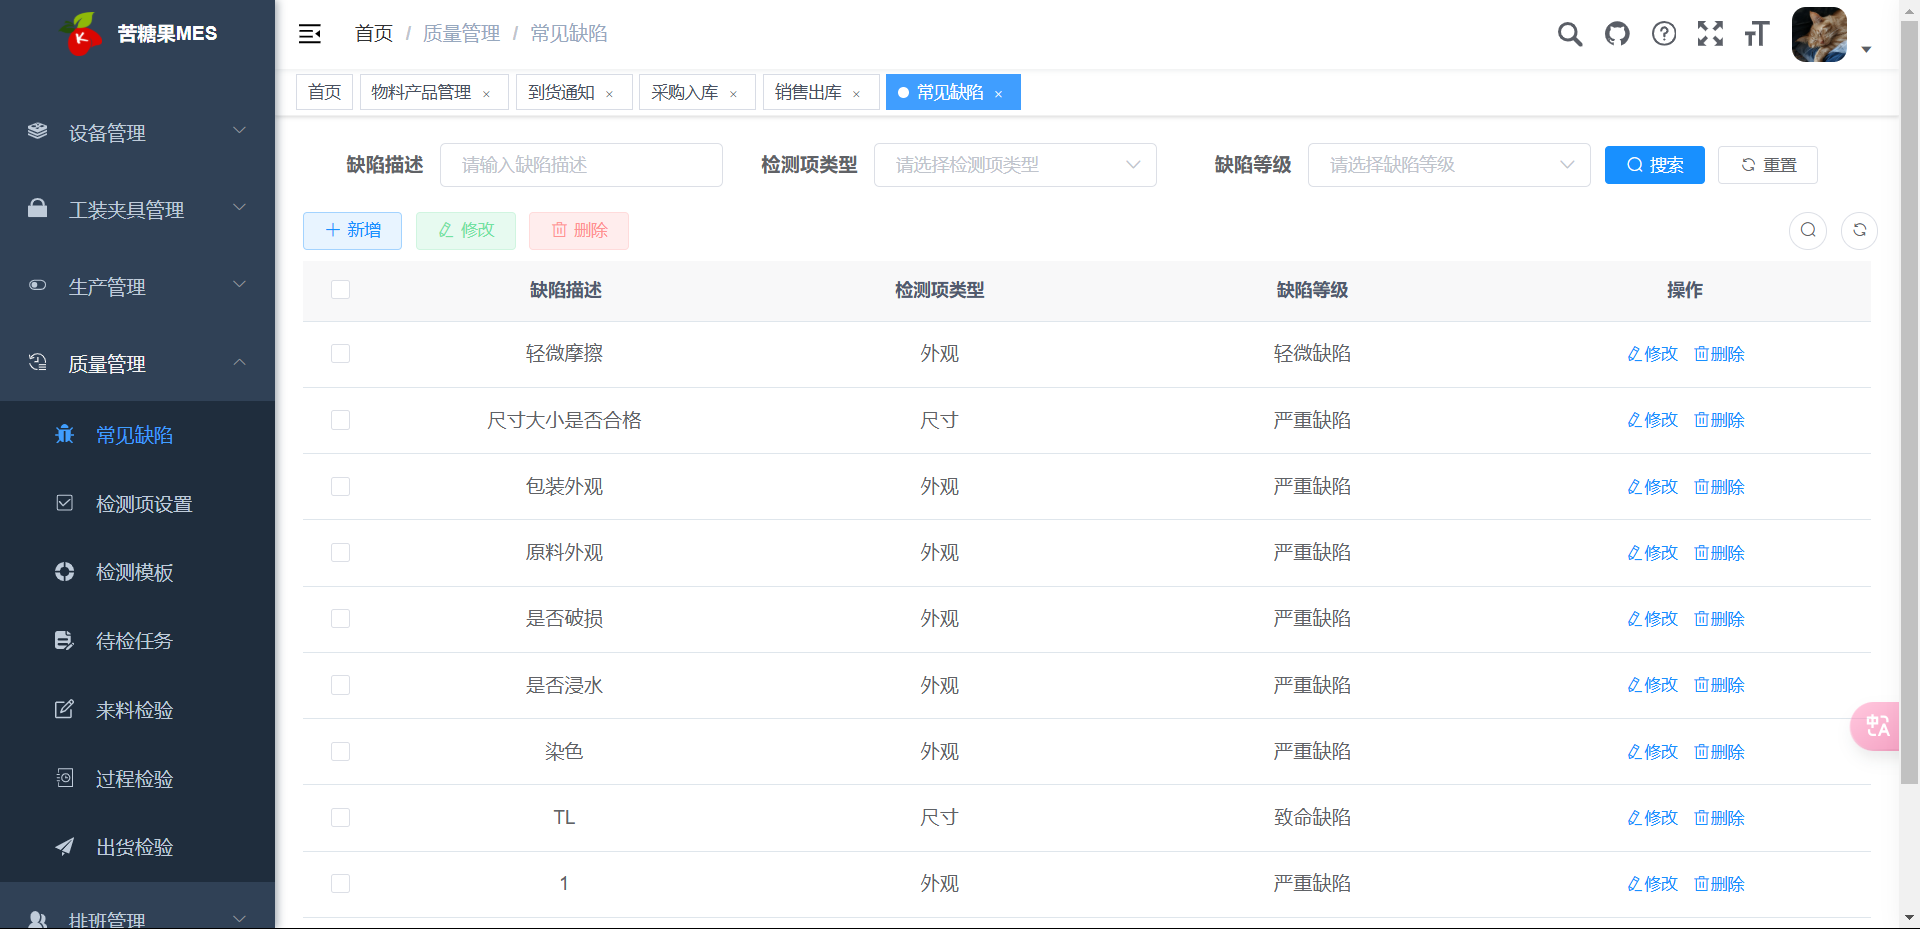 苦糖果MES
首页 / 质量管理 / 常见缺陷
首页 物料产品管理 × 到货通知 × 采购入库 × 销售出库 × 常见缺陷 ×
设备管理
工装夹具管理
生产管理
质量管理
常见缺陷
检测项设置
检测模板
待检任务
来料检验
过程检验
出货检验
排班管理
缺陷描述 请输入缺陷描述 检测项类型 请选择检测项类型 缺陷等级 请选择缺陷等级 搜索 重置
新增 修改 删除
缺陷描述 检测项类型 缺陷等级 操作
轻微摩擦 外观 轻微缺陷 修改 删除
尺寸大小是否合格 尺寸 严重缺陷 修改 删除
包装外观 外观 严重缺陷 修改 删除
原料外观 外观 严重缺陷 修改 删除
是否破损 外观 严重缺陷 修改 删除
是否浸水 外观 严重缺陷 修改 删除
染色 外观 严重缺陷 修改 删除
TL 尺寸 致命缺陷 修改 删除
1 外观 严重缺陷 修改 删除
中A